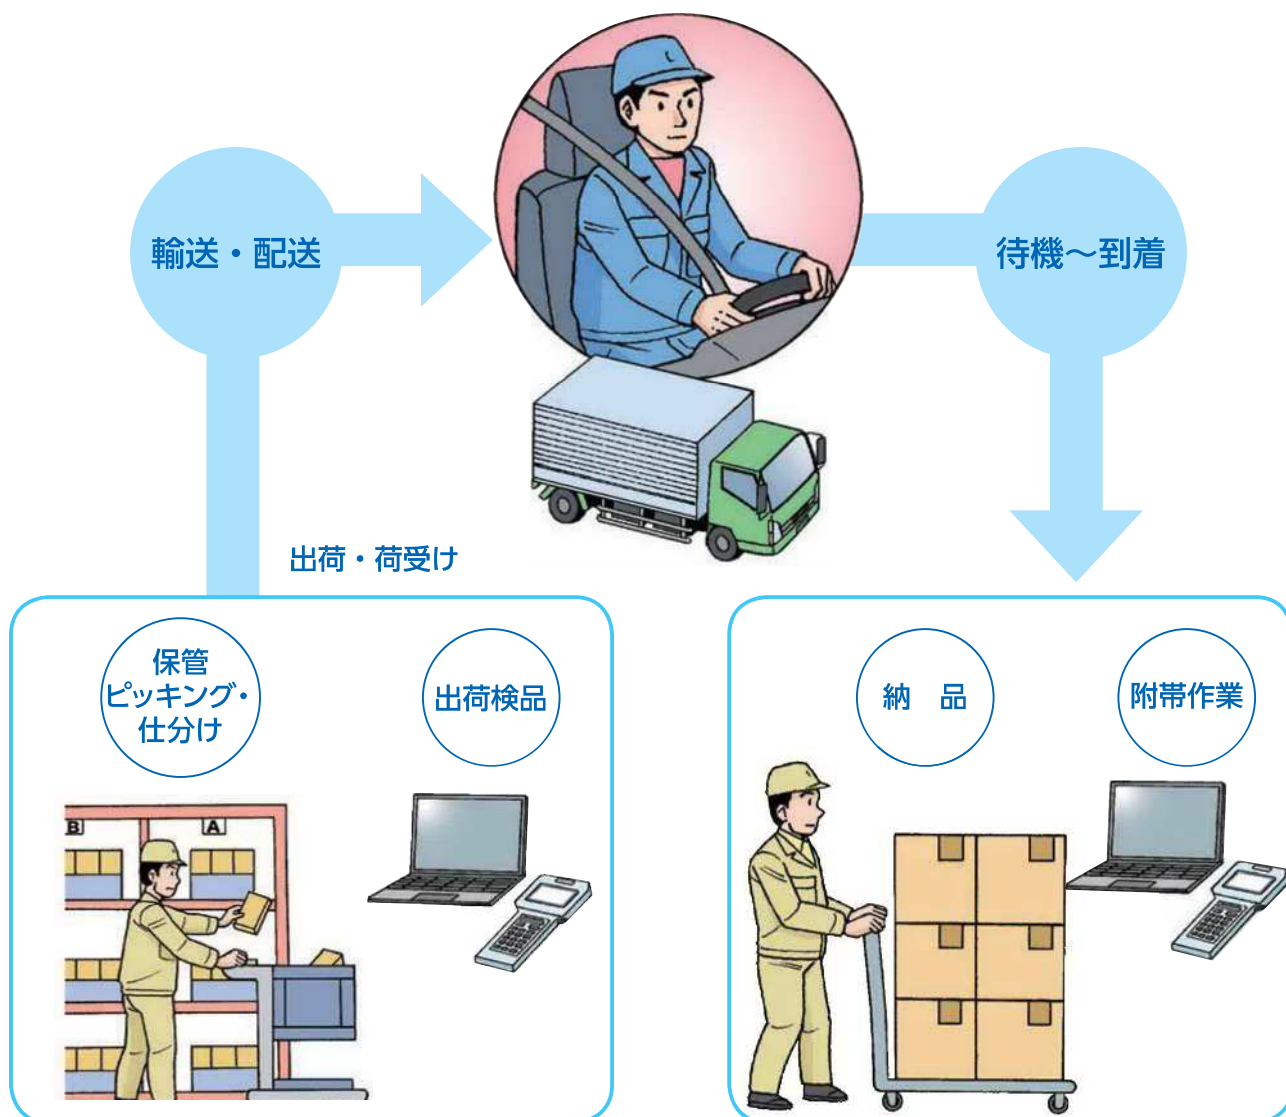 輸送・配送
待機～到着
出荷・荷受け
保管
ピッキング・
仕分け
出荷検品
納　品
附帯作業
B
A